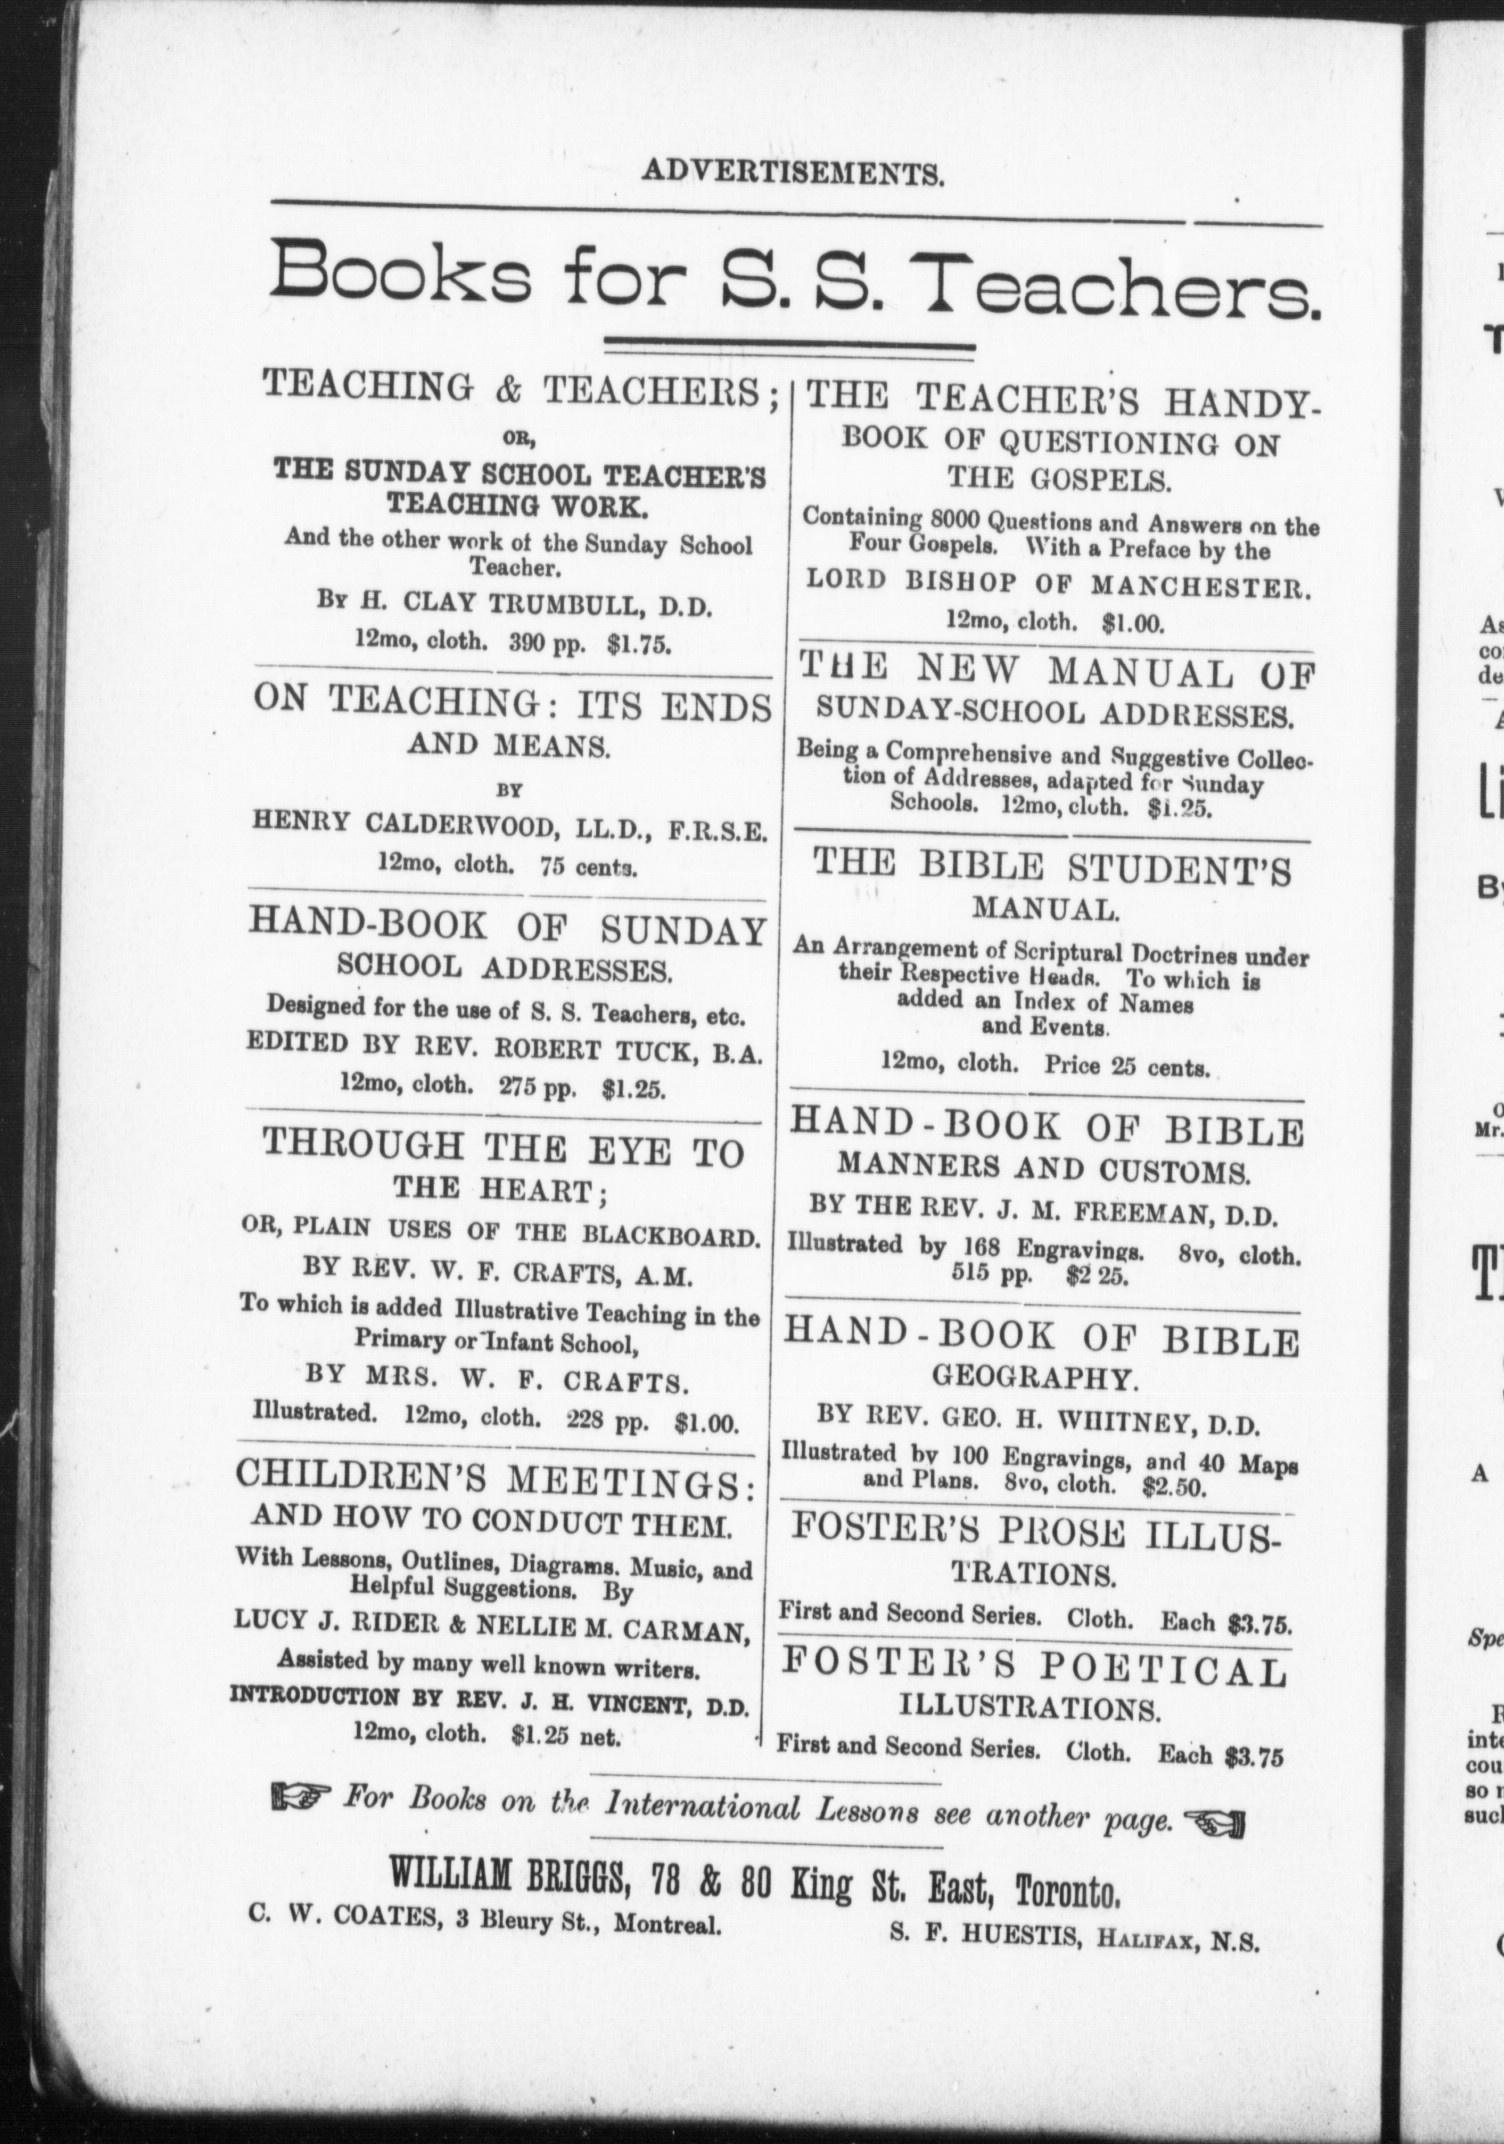 ADVERTISEMENTS.
Books for S. S. Teachers.
TEACHING & TEACHERS;
OR,
THE SUNDAY SCHOOL TEACHER'S
TEACHING WORK.
And the other work of the Sunday School
Teacher.
By H. CLAY TRUMBULL, D.D.
12mo, cloth. 390 pp. $1.75.
ON TEACHING: ITS ENDS
AND MEANS.
BY
HENRY CALDERWOOD, LL.D., F.R.S.E.
12mo, cloth. 75 cents.
HAND-BOOK OF SUNDAY
SCHOOL ADDRESSES.
Designed for the use of S. S. Teachers, etc.
EDITED BY REV. ROBERT TUCK, B.A.
12mo, cloth. 275 pp. $1.25.
THROUGH THE EYE TO
THE HEART;
OR, PLAIN USES OF THE BLACKBOARD.
BY REV. W. F. CRAFTS, A.M.
To which is added Illustrative Teaching in the
Primary or Infant School,
BY MRS. W. F. CRAFTS.
Illustrated. 12mo, cloth. 228 pp. $1.00.
CHILDREN'S MEETINGS:
AND HOW TO CONDUCT THEM.
With Lessons, Outlines, Diagrams. Music, and
Helpful Suggestions. By
LUCY J. RIDER & NELLIE M. CARMAN,
Assisted by many well known writers.
INTRODUCTION BY REV. J. H. VINCENT, D.D.
12mo, cloth. $1.25 net.
THE TEACHER'S HANDY-
BOOK OF QUESTIONING ON
THE GOSPELS.
Containing 8000 Questions and Answers on the
Four Gospels. With a Preface by the
LORD BISHOP OF MANCHESTER.
12mo, cloth. $1.00.
THE NEW MANUAL OF
SUNDAY-SCHOOL ADDRESSES.
Being a Comprehensive and Suggestive Collec-
tion of Addresses, adapted for Sunday
Schools. 12mo, cloth. $1.25.
THE BIBLE STUDENT'S
MANUAL.
An Arrangement of Scriptural Doctrines under
their Respective Heads. To which is
added an Index of Names
and Events.
12mo, cloth. Price 25 cents.
HAND-BOOK OF BIBLE
MANNERS AND CUSTOMS.
BY THE REV. J. M. FREEMAN, D.D.
Illustrated by 168 Engravings. 8vo, cloth.
515 pp. $2 25.
HAND-BOOK OF BIBLE
GEOGRAPHY.
BY REV. GEO. H. WHITNEY, D.D.
Illustrated by 100 Engravings, and 40 Maps
and Plans. 8vo, cloth. $2.50.
FOSTER'S PROSE ILLUS-
TRATIONS.
First and Second Series. Cloth. Each $3.75.
FOSTER'S POETICAL
ILLUSTRATIONS.
First and Second Series. Cloth. Each $3.75
☞ For Books on the International Lessons see another page. ☜
WILLIAM BRIGGS, 78 & 80 King St. East, Toronto.
C. W. COATES, 3 Bleury St., Montreal. S. F. HUESTIS, HALIFAX, N.S.